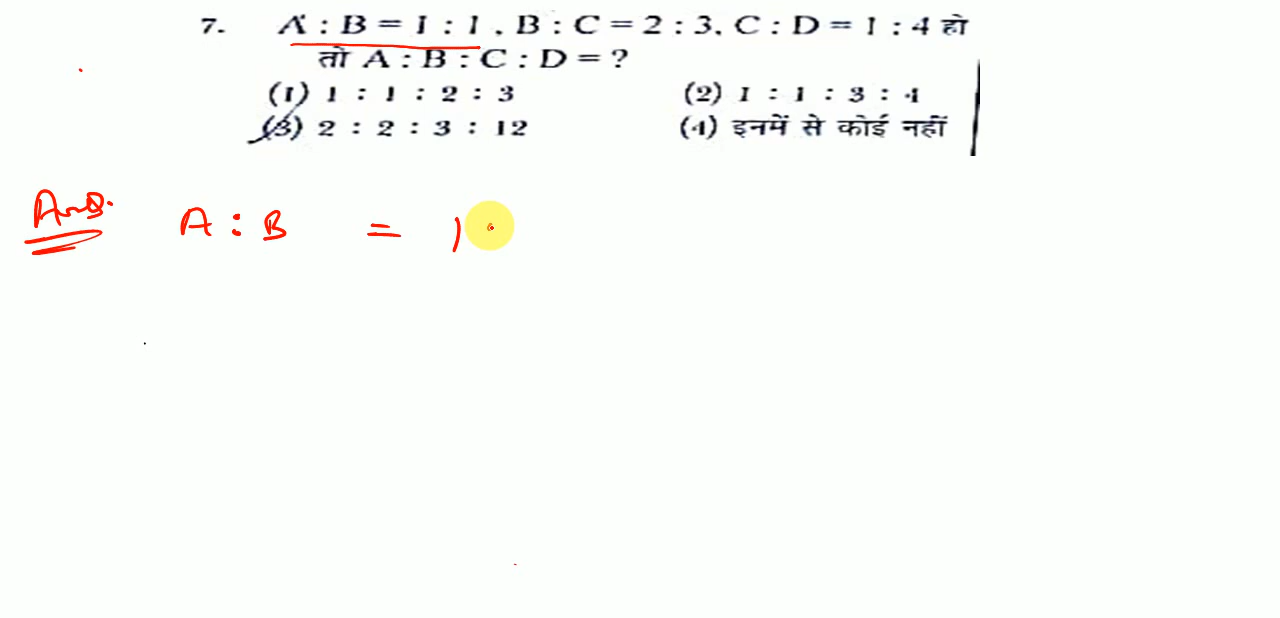 7. A : B = 1 : 1 , B : C = 2 : 3, C : D = 1 : 4 हो
तो A : B : C : D = ?
(1) 1 : 1 : 2 : 3 (2) 1 : 1 : 3 : 4
(3) 2 : 2 : 3 : 12 (4) इनमें से कोई नहीं
Ans. A : B = 1